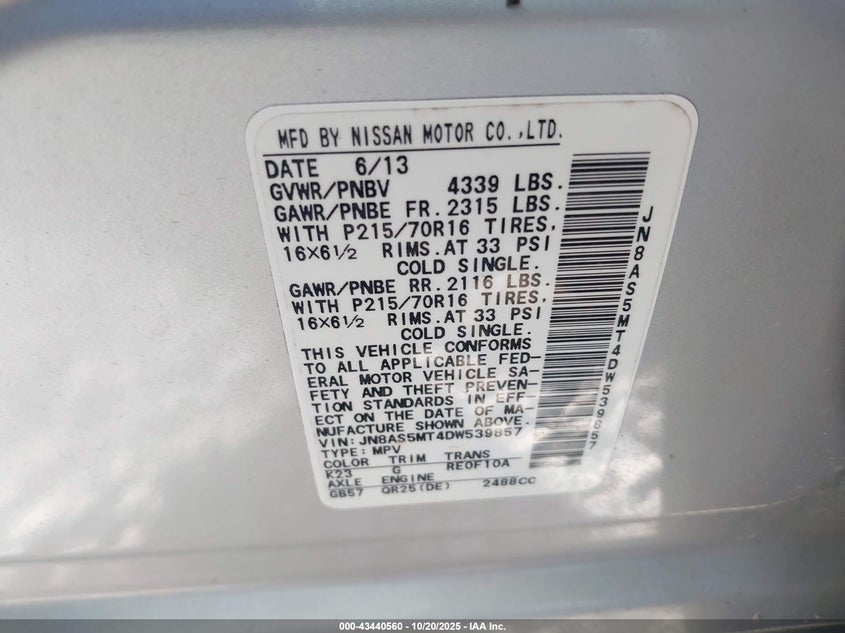 MFD BY NISSAN MOTOR CO.,LTD.
DATE 6/13
GVWR/PNBV 4339 LBS.
GAWR/PNBE FR.2315 LBS.
WITH P215/70R16 TIRES,
16X6½ RIMS.AT 33 PSI
COLD SINGLE.
GAWR/PNBE RR.2116 LBS.
WITH P215/70R16 TIRES,
16X6½ RIMS.AT 33 PSI
COLD SINGLE.
THIS VEHICLE CONFORMS
TO ALL APPLICABLE FED-
ERAL MOTOR VEHICLE SA-
FETY AND THEFT PREVEN-
TION STANDARDS IN EFF-
ECT ON THE DATE OF MA-
NUFACTURE SHOWN ABOVE.
VIN: JN8AS5MT4DW539857
TYPE: MPV
COLOR TRIM TRANS
K23 G RE0F10A
AXLE ENGINE
GB57 QR25(DE) 2488CC
JN8AS5MT4DW539857
000-43440560 - 10/20/2025 - IAA Inc.